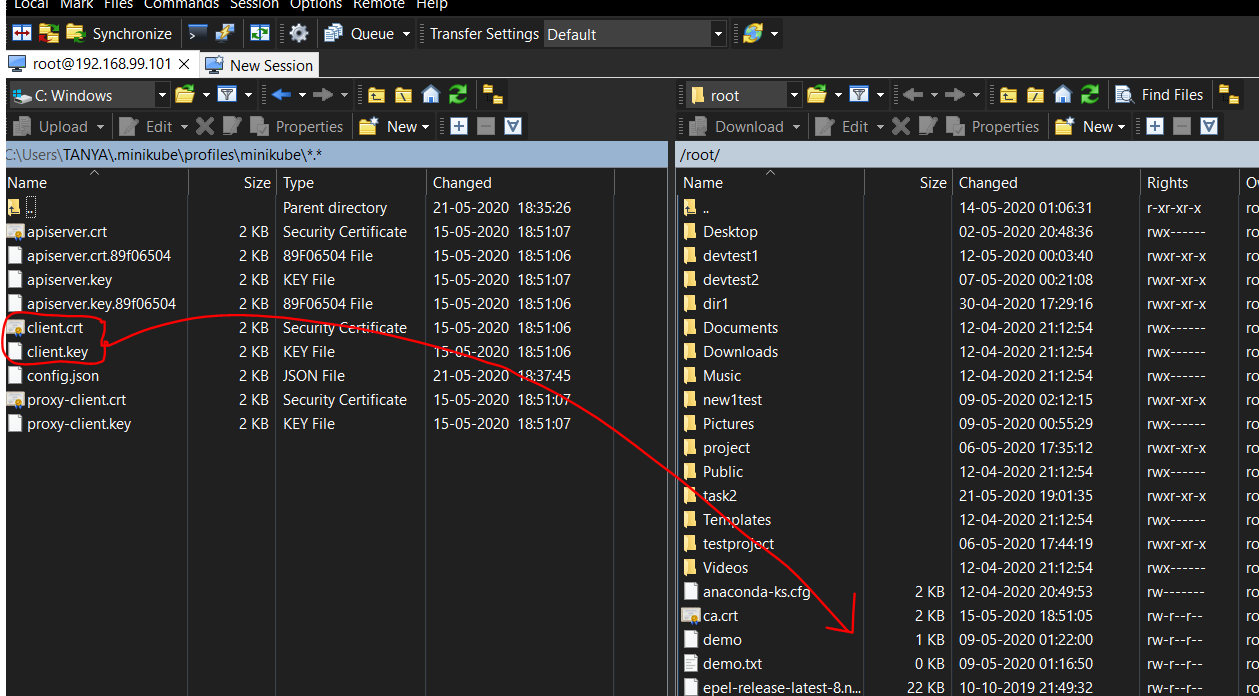 Local Mark Files Commands Session Options Remote Help
Synchronize Queue Transfer Settings Default
root@192.168.99.101 New Session
C: Windows
Upload Edit Properties New
C:\Users\TANYA\.minikube\profiles\minikube\*.*
Name Size Type Changed
.. Parent directory 21-05-2020 18:35:26
apiserver.crt 2 KB Security Certificate 15-05-2020 18:51:07
apiserver.crt.89f06504 2 KB 89F06504 File 15-05-2020 18:51:06
apiserver.key 2 KB KEY File 15-05-2020 18:51:07
apiserver.key.89f06504 2 KB 89F06504 File 15-05-2020 18:51:06
client.crt 2 KB Security Certificate 15-05-2020 18:51:06
client.key 2 KB KEY File 15-05-2020 18:51:06
config.json 2 KB JSON File 21-05-2020 18:37:45
proxy-client.crt 2 KB Security Certificate 15-05-2020 18:51:07
proxy-client.key 2 KB KEY File 15-05-2020 18:51:07
root Find Files
Download Edit Properties New
/root/
Name Size Changed Rights Ow
.. 14-05-2020 01:06:31 r-xr-xr-x ro
Desktop 02-05-2020 20:48:36 rwx------ ro
devtest1 12-05-2020 00:03:40 rwxr-xr-x ro
devtest2 07-05-2020 00:21:08 rwxr-xr-x ro
dir1 30-04-2020 17:29:16 rwxr-xr-x ro
Documents 12-04-2020 21:12:54 rwx------ ro
Downloads 12-04-2020 21:12:54 rwx------ ro
Music 12-04-2020 21:12:54 rwx------ ro
new1test 09-05-2020 02:12:15 rwxr-xr-x ro
Pictures 09-05-2020 00:55:29 rwx------ ro
project 06-05-2020 17:35:12 rwxr-xr-x ro
Public 12-04-2020 21:12:54 rwx------ ro
task2 21-05-2020 19:01:35 rwxr-xr-x ro
Templates 12-04-2020 21:12:54 rwx------ ro
testproject 06-05-2020 17:44:19 rwxr-xr-x ro
Videos 12-04-2020 21:12:54 rwx------ ro
anaconda-ks.cfg 2 KB 12-04-2020 20:49:53 rw------- ro
ca.crt 2 KB 15-05-2020 18:51:05 rw-r--r-- ro
demo 1 KB 09-05-2020 01:22:00 rw-r--r-- ro
demo.txt 0 KB 09-05-2020 01:16:50 rw-r--r-- ro
epel-release-latest-8.n... 22 KB 10-10-2019 21:49:32 rw-r--r-- ro